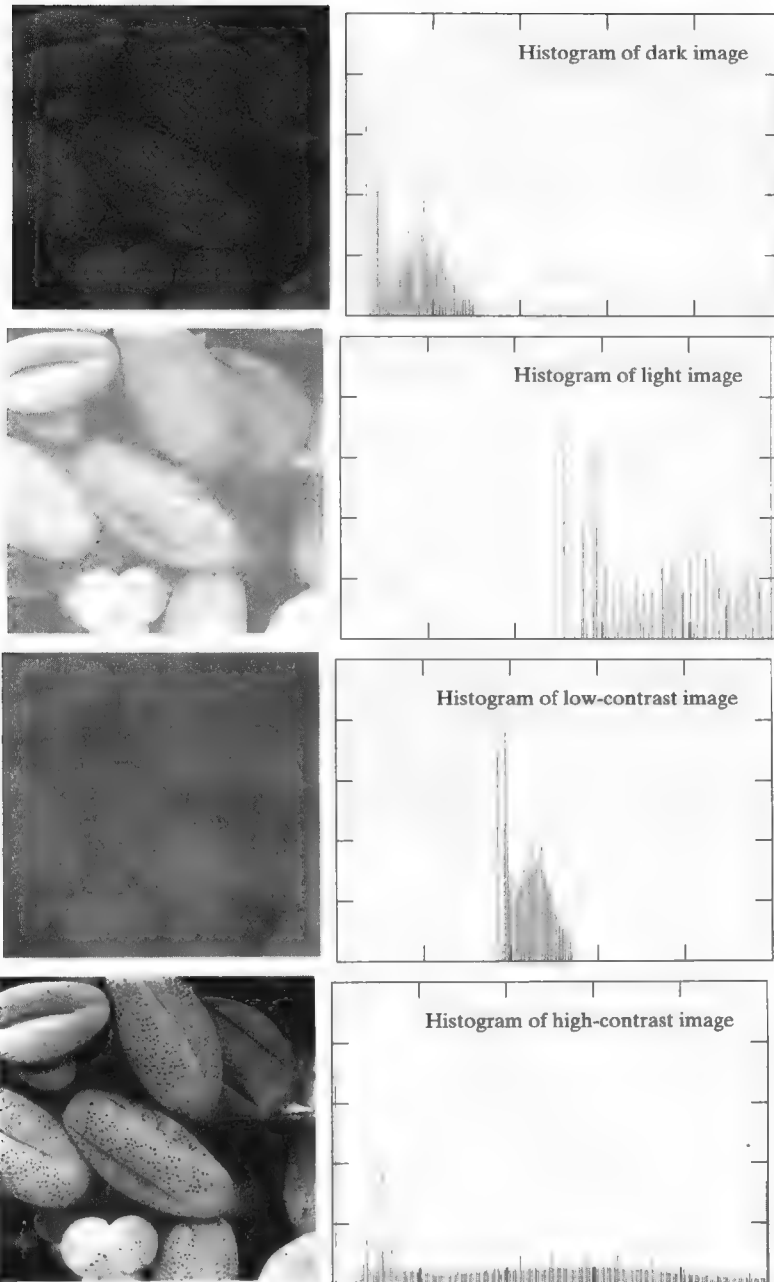 Histogram of dark image
Histogram of light image
Histogram of low-contrast image
Histogram of high-contrast image